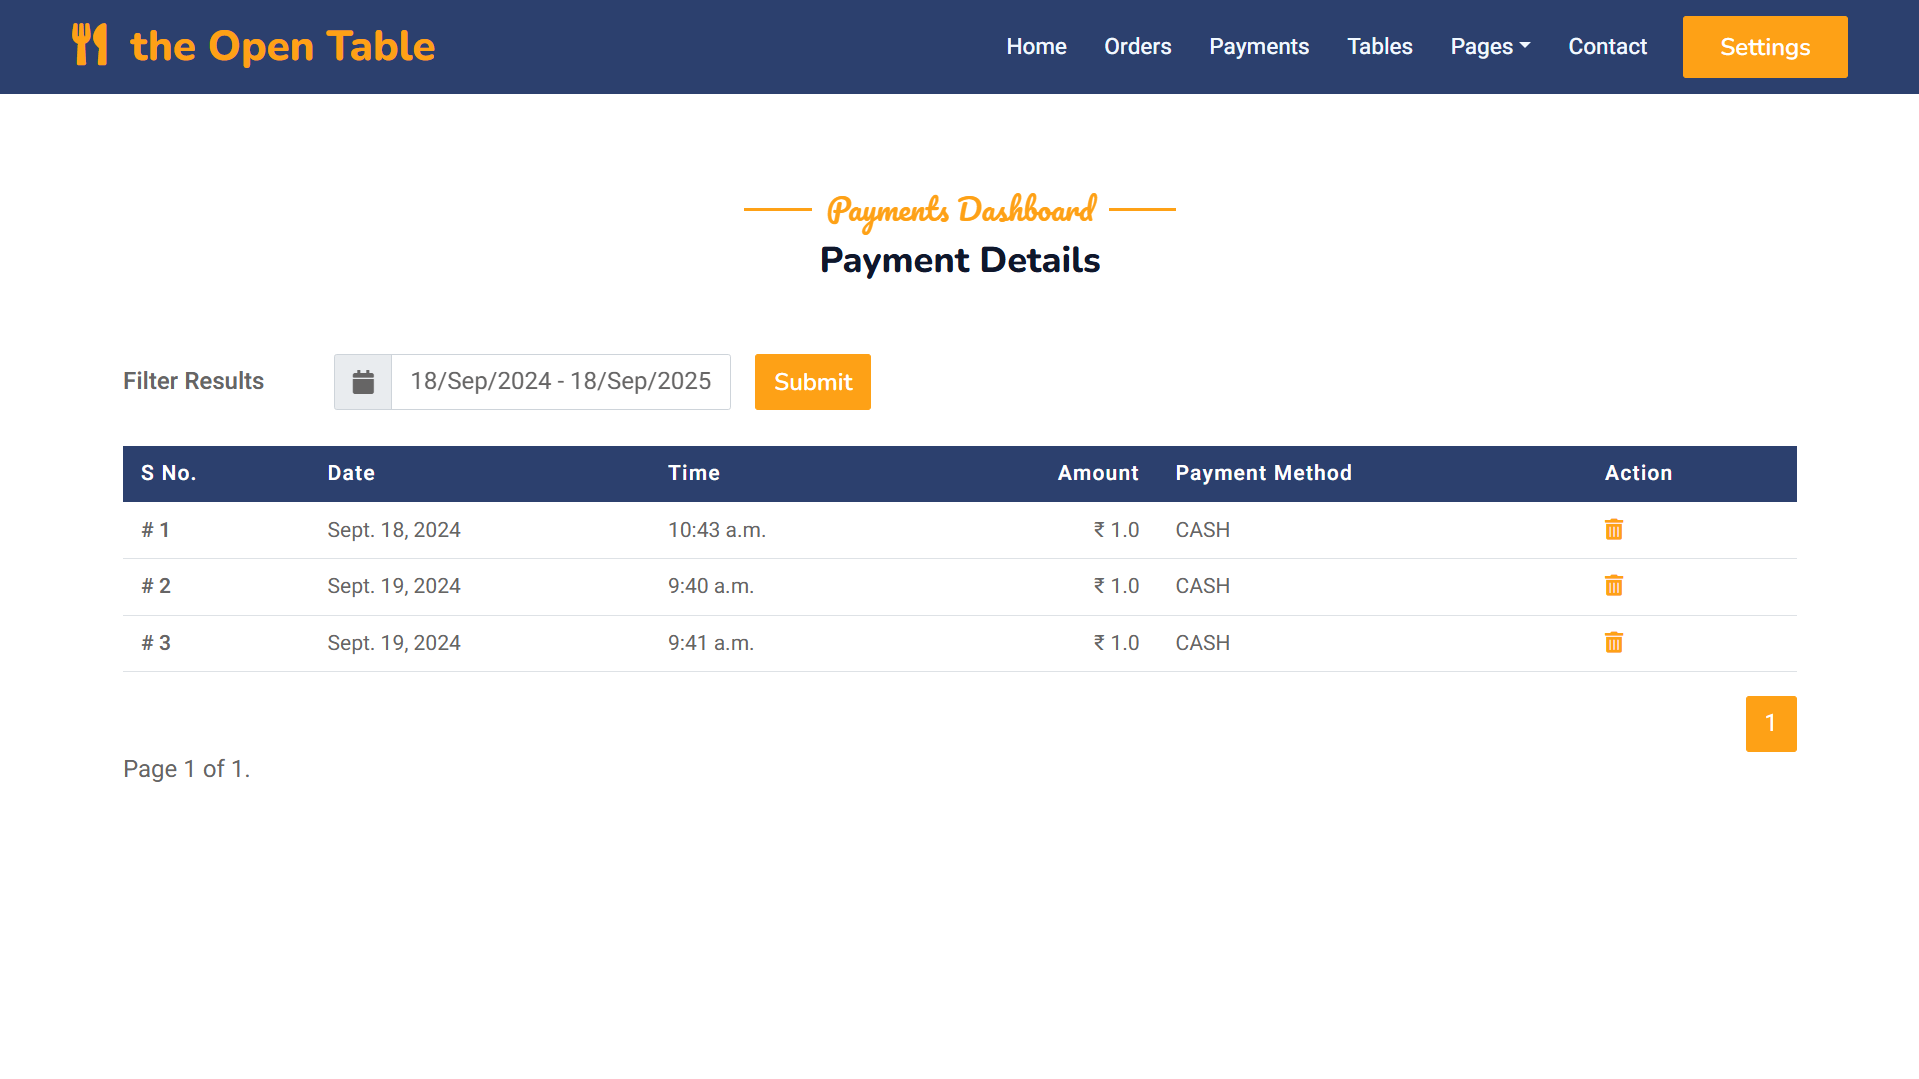 the Open Table
Home Orders Payments Tables Pages Contact Settings
Payments Dashboard
Payment Details
Filter Results 18/Sep/2024 - 18/Sep/2025 Submit
S No. Date Time Amount Payment Method Action
# 1 Sept. 18, 2024 10:43 a.m. ₹ 1.0 CASH
# 2 Sept. 19, 2024 9:40 a.m. ₹ 1.0 CASH
# 3 Sept. 19, 2024 9:41 a.m. ₹ 1.0 CASH
1
Page 1 of 1.